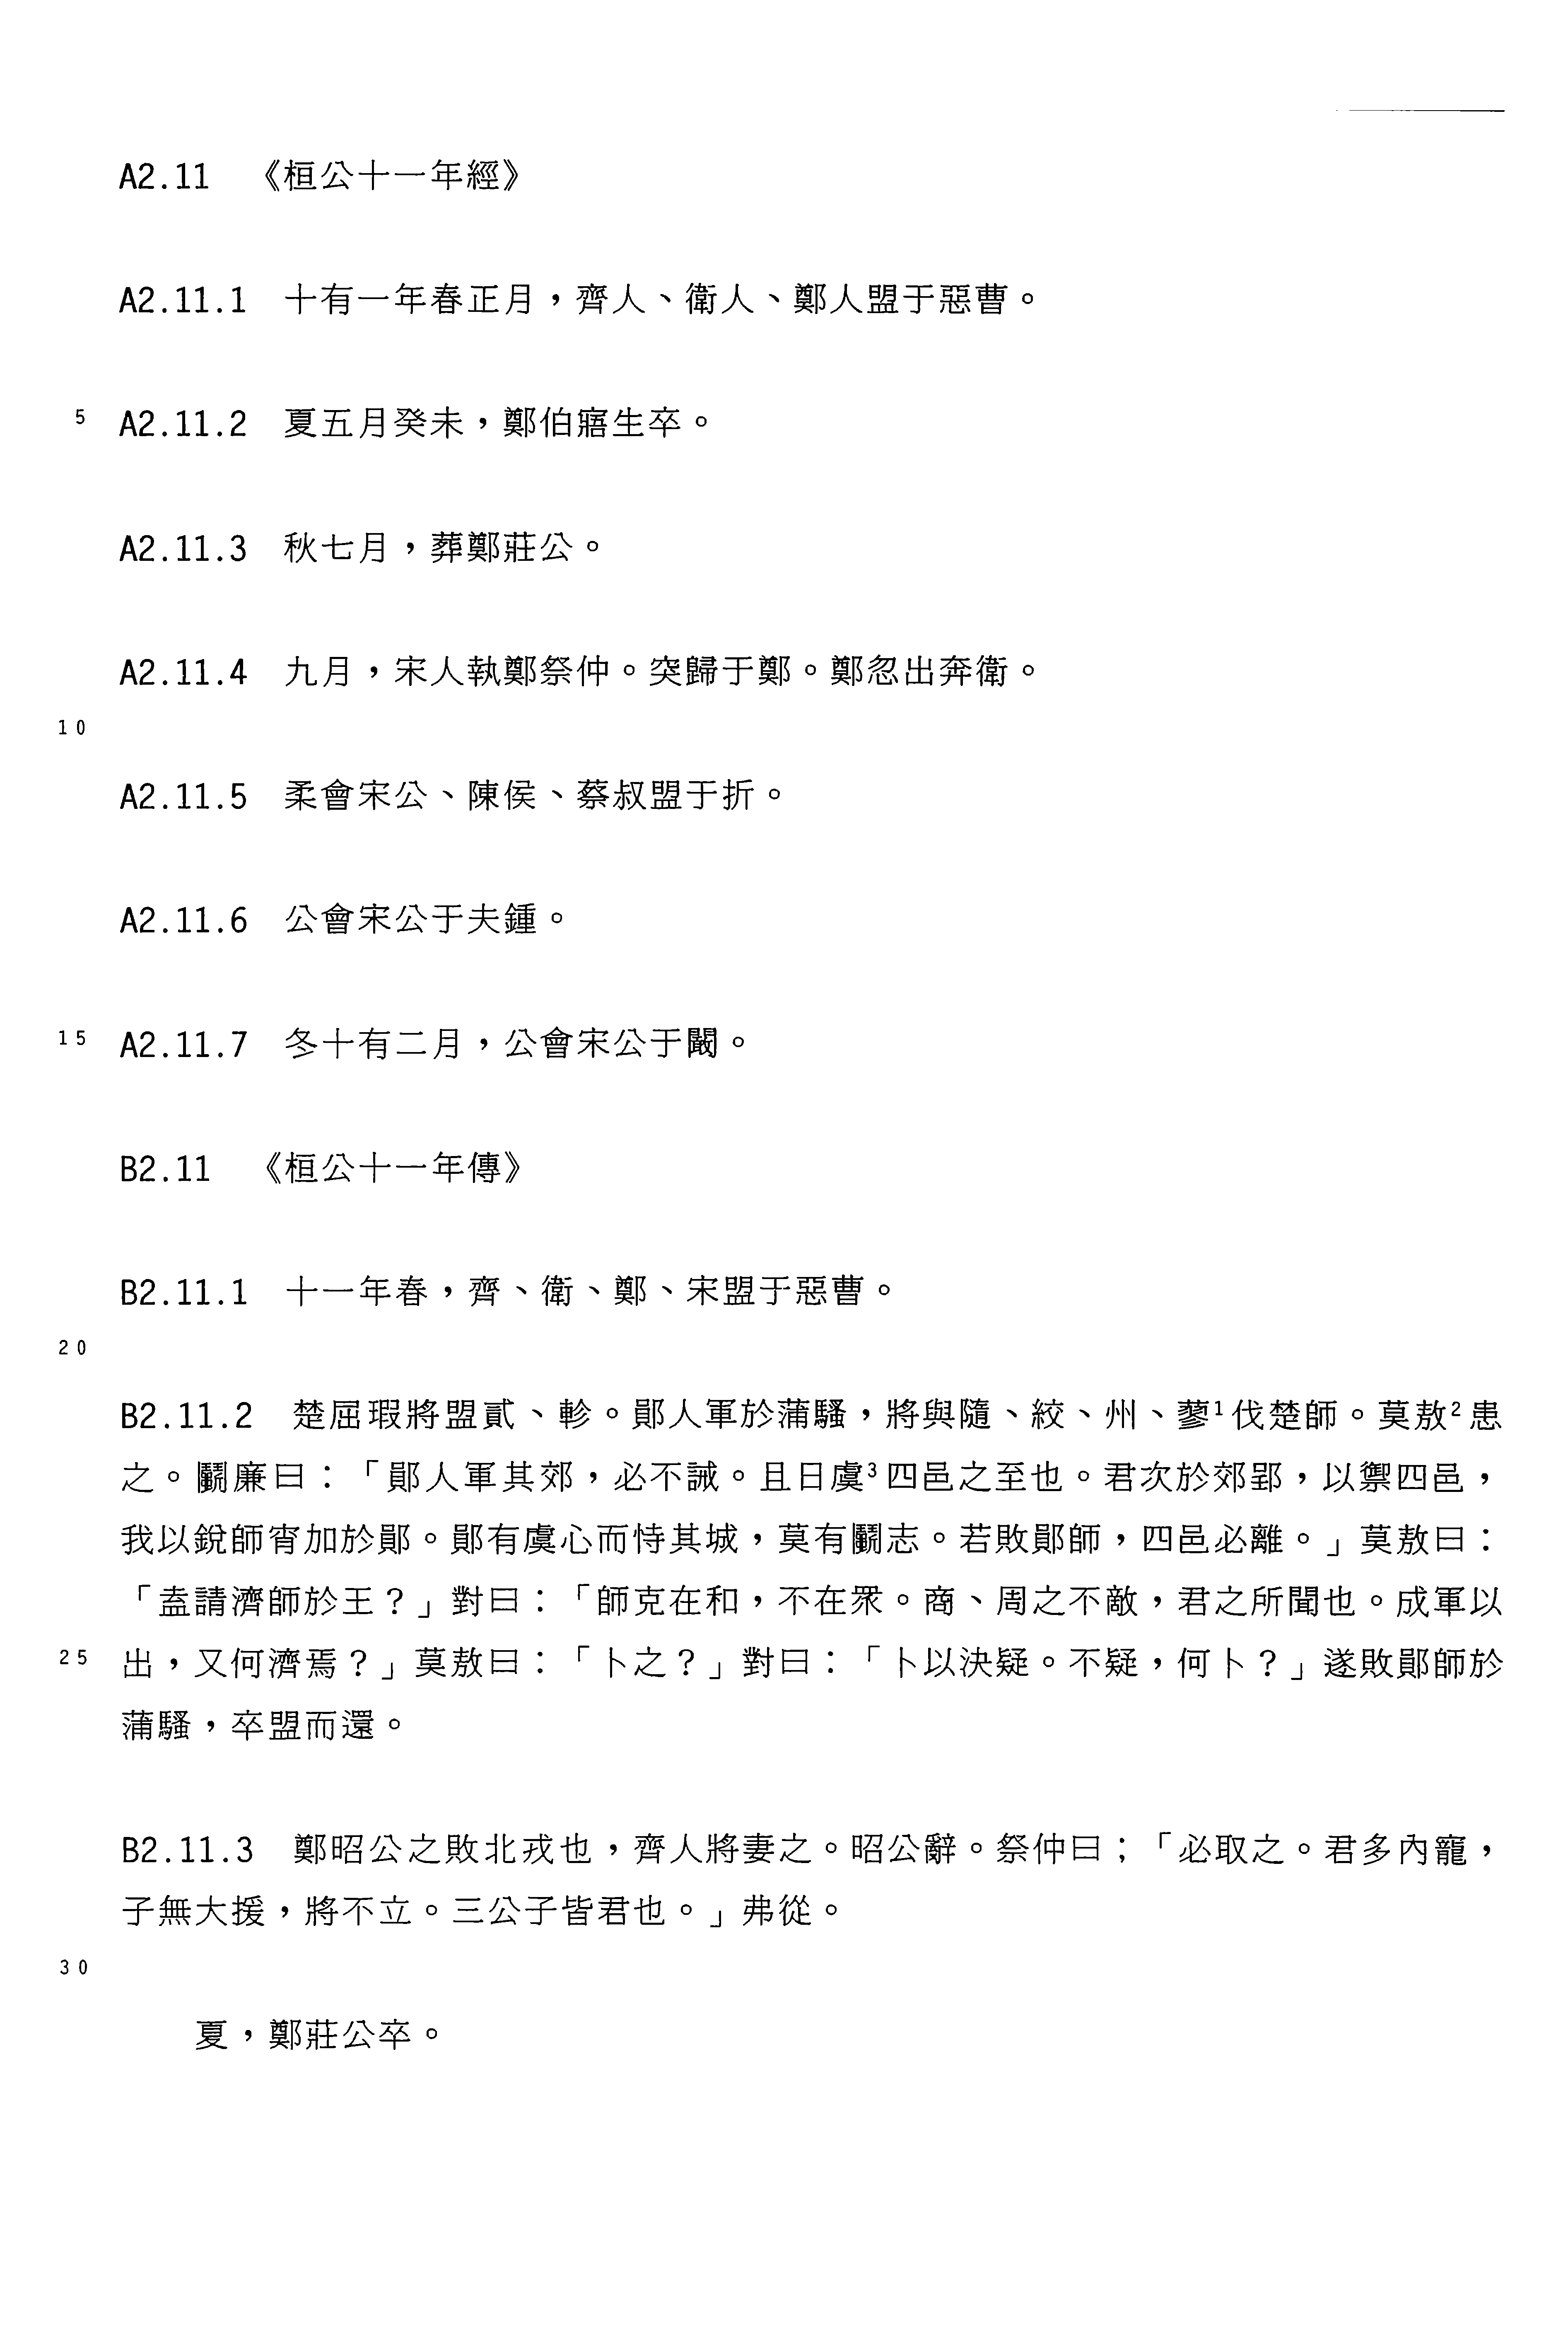 A2.11 《桓公十一年經》
A2.11.1 十有一年春正月，齊人、衛人、鄭人盟于惡曹。
5 A2.11.2 夏五月癸未，鄭伯寤生卒。
A2.11.3 秋七月，葬鄭莊公。
A2.11.4 九月，宋人執鄭祭仲。突歸于鄭。鄭忽出奔衛。
10
A2.11.5 柔會宋公、陳侯、蔡叔盟于折。
A2.11.6 公會宋公于夫鍾。
15 A2.11.7 冬十有二月，公會宋公于闞。
B2.11 《桓公十一年傳》
B2.11.1 十一年春，齊、衛、鄭、宋盟于惡曹。
20
B2.11.2 楚屈瑕將盟貳、軫。鄖人軍於蒲騷，將與隨、絞、州、蓼1伐楚師。莫敖2患
之。鬭廉曰：「鄖人軍其郊，必不誡。且日虞3四邑之至也。君次於郊郢，以禦四邑，
我以銳師宵加於鄖。鄖有虞心而恃其城，莫有鬭志。若敗鄖師，四邑必離。」莫敖曰：
「盍請濟師於王？」對曰：「師克在和，不在眾。商、周之不敵，君之所聞也。成軍以
25 出，又何濟焉？」莫敖曰：「卜之？」對曰：「卜以決疑。不疑，何卜？」遂敗鄖師於
蒲騷，卒盟而還。
B2.11.3 鄭昭公之敗北戎也，齊人將妻之。昭公辭。祭仲曰；「必取之。君多內寵，
子無大援，將不立。三公子皆君也。」弗從。
30
夏，鄭莊公卒。